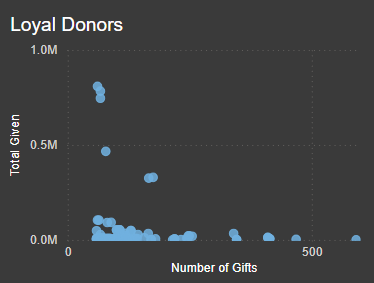 Loyal Donors
1.0M
0.5M
0.0M
Total Given
0
500
Number of Gifts